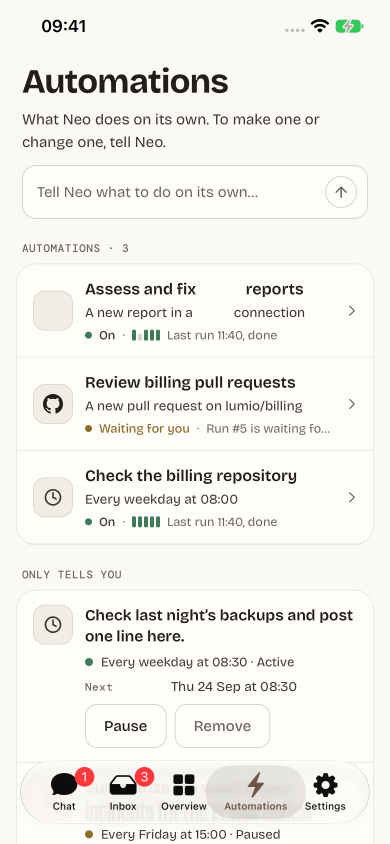 09:41
Automations
What Neo does on its own. To make one or
change one, tell Neo.
Tell Neo what to do on its own...
AUTOMATIONS · 3
Assess and fix reports
A new report in a connection
On · Last run 11:40, done
Review billing pull requests
A new pull request on lumio/billing
Waiting for you · Run #5 is waiting fo...
Check the billing repository
Every weekday at 08:00
On · Last run 11:40, done
ONLY TELLS YOU
Check last night's backups and post
one line here.
Every weekday at 08:30 · Active
Next Thu 24 Sep at 08:30
Pause Remove
1 3
Chat Inbox Overview Automations Settings
Every Friday at 15:00 · Paused